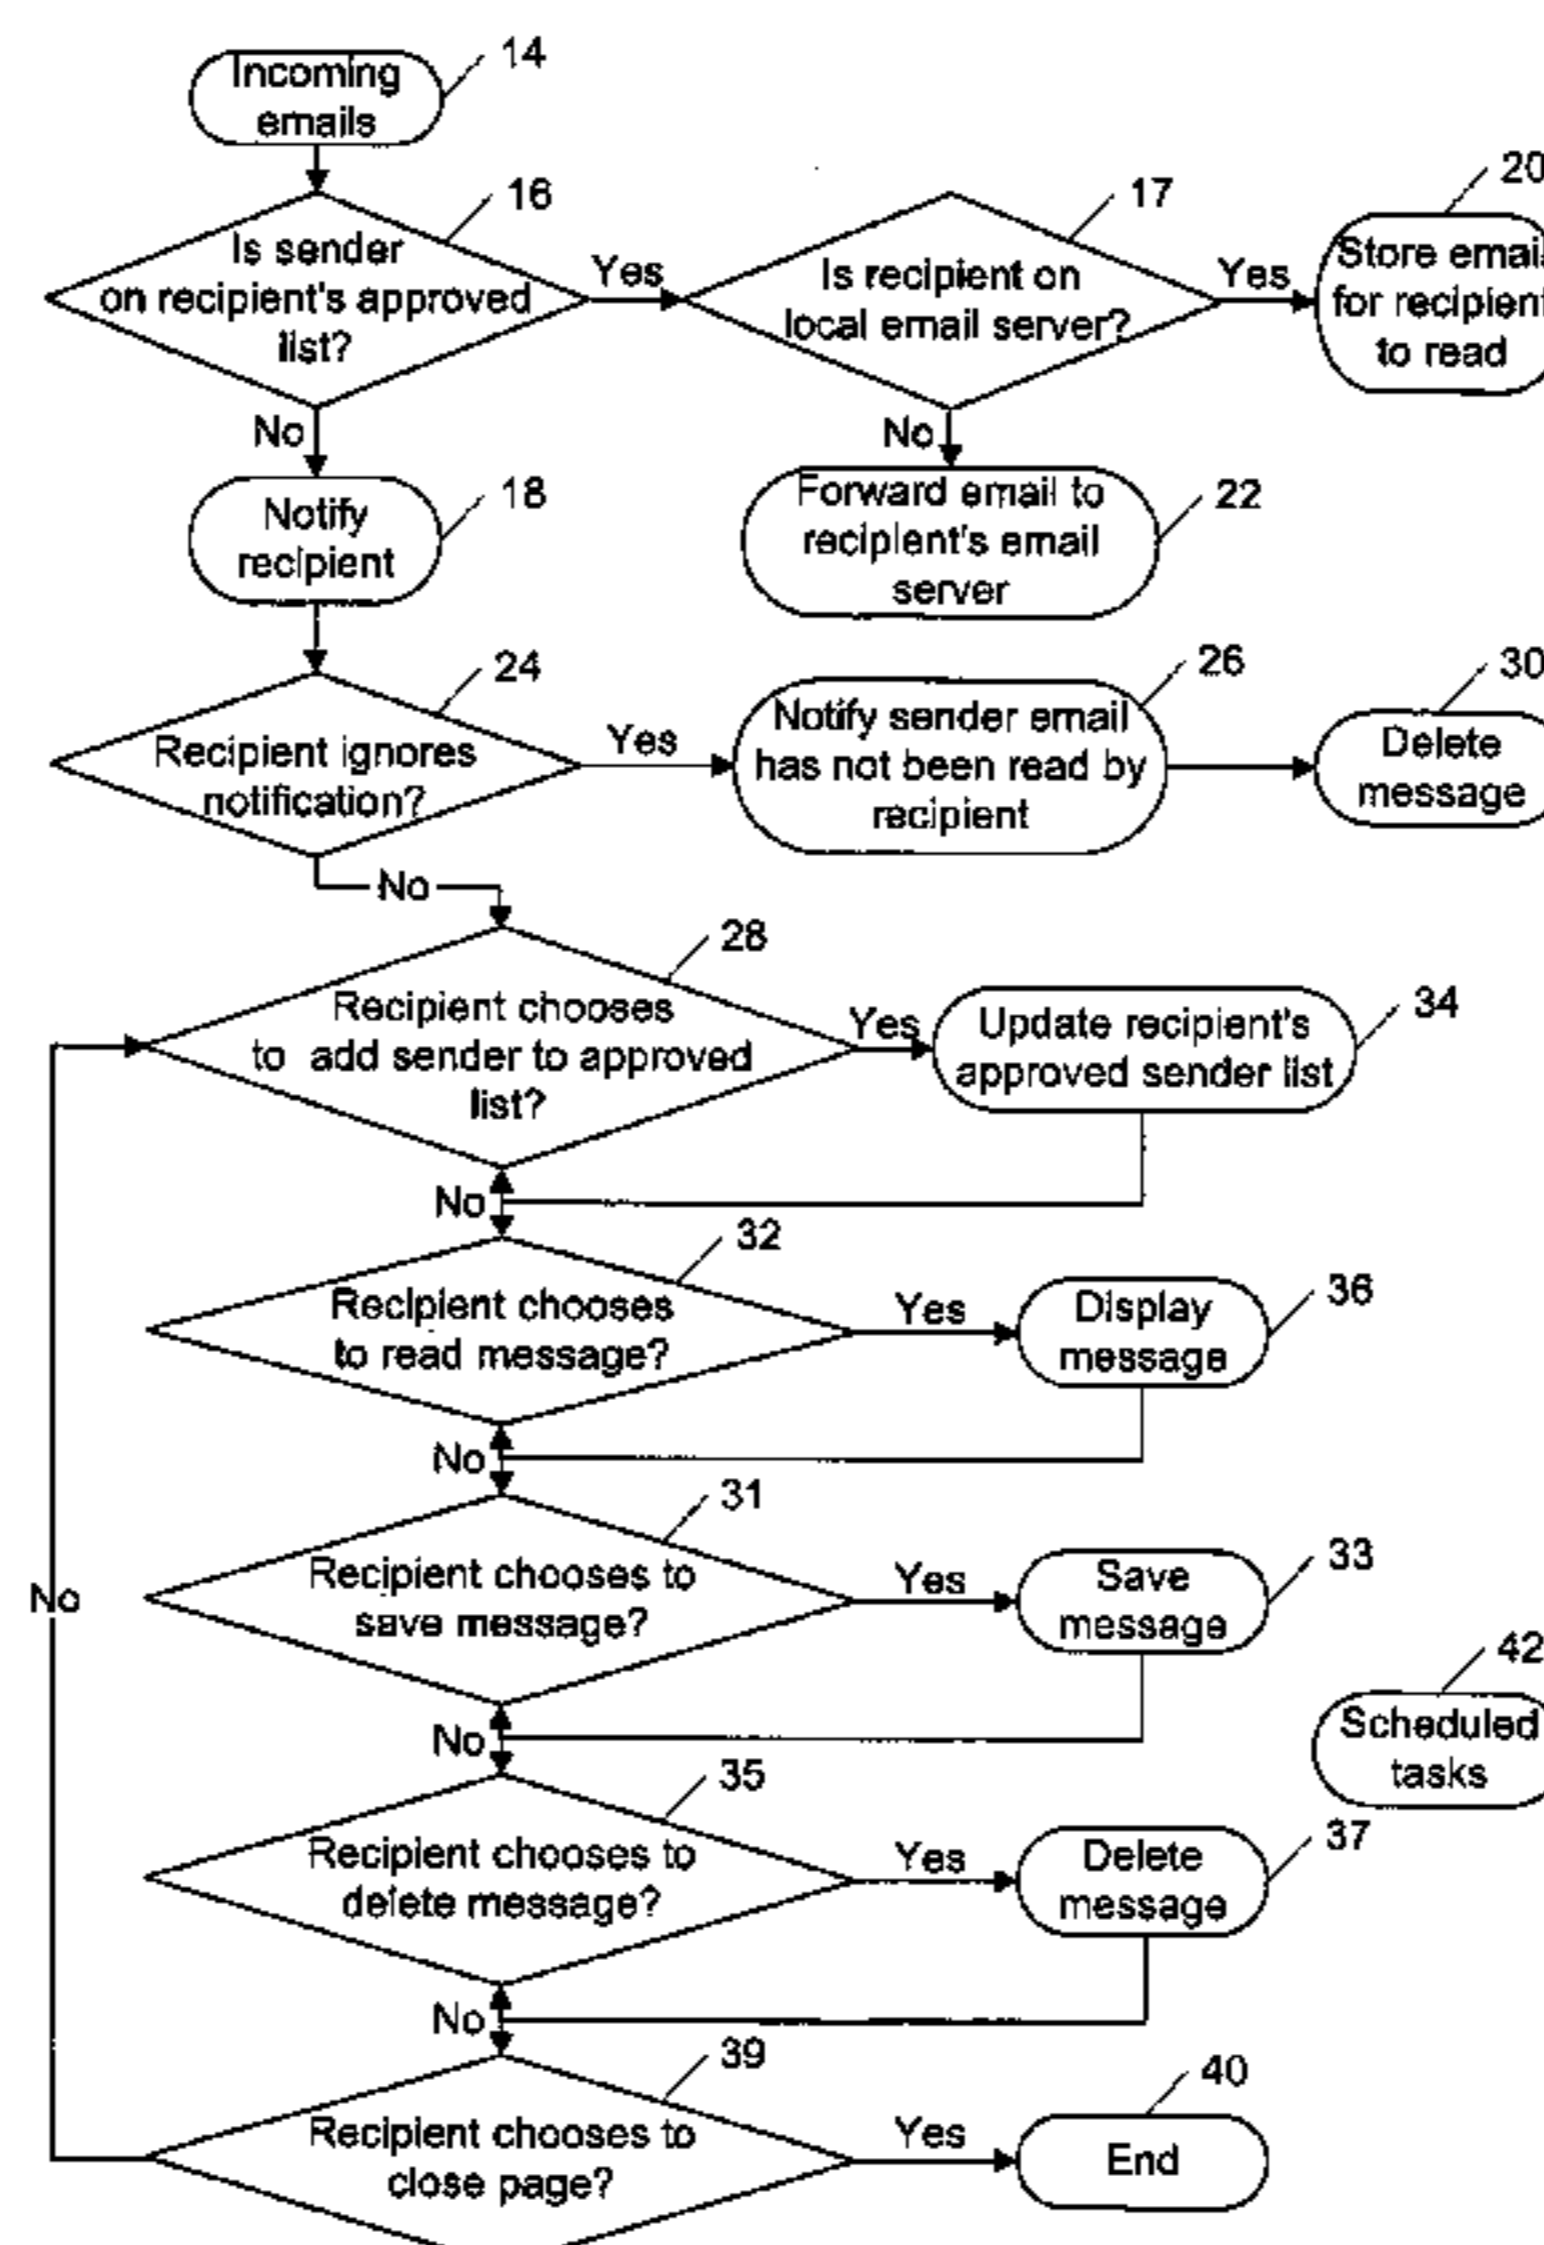 Incoming
emails
14
Is sender
on recipient's approved
list?
16
Yes
Is recipient on
local email server?
17
Yes
Store email
for recipient
to read
20
No
No
Notify
recipient
18
Forward email to
recipient's email
server
22
Recipient ignores
notification?
24
Yes
Notify sender email
has not been read by
recipient
26
Delete
message
30
No
Recipient chooses
to add sender to approved
list?
28
Yes
Update recipient's
approved sender list
34
No
Recipient chooses
to read message?
32
Yes
Display
message
36
No
Recipient chooses to
save message?
31
Yes
Save
message
33
No
No
Scheduled
tasks
42
Recipient chooses to
delete message?
35
Yes
Delete
message
37
No
Recipient chooses to
close page?
39
Yes
End
40